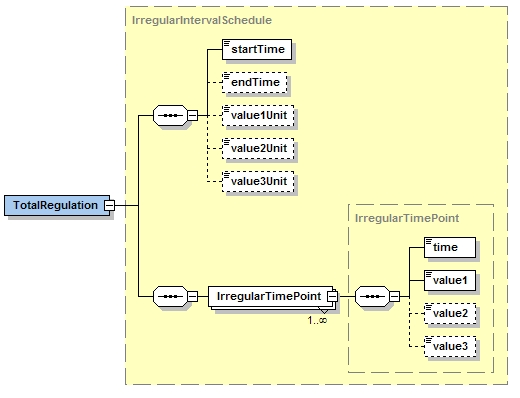 IrregularIntervalSchedule
startTime
endTime
value1Unit
value2Unit
value3Unit
TotalRegulation
IrregularTimePoint
time
IrregularTimePoint
value1
1..∞
value2
value3